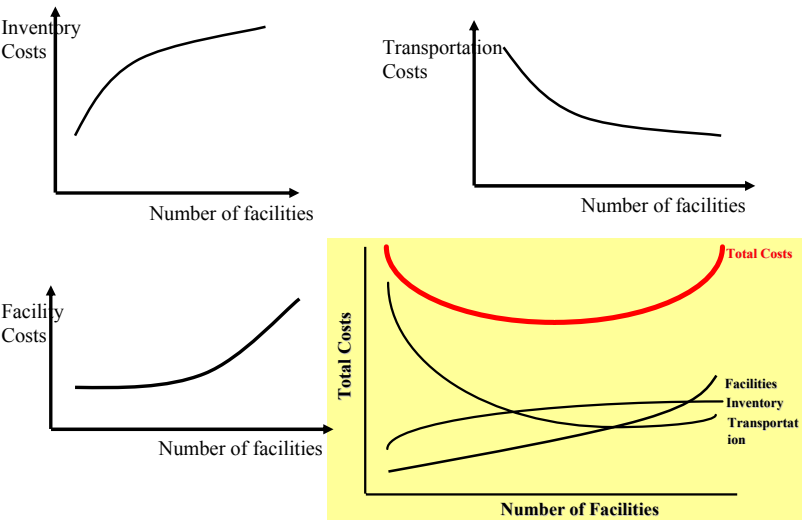 Inventory
Costs
Number of facilities
Transportation
Costs
Number of facilities
Facility
Costs
Number of facilities
Total Costs
Total Costs
Facilities
Inventory
Transportat
ion
Number of Facilities